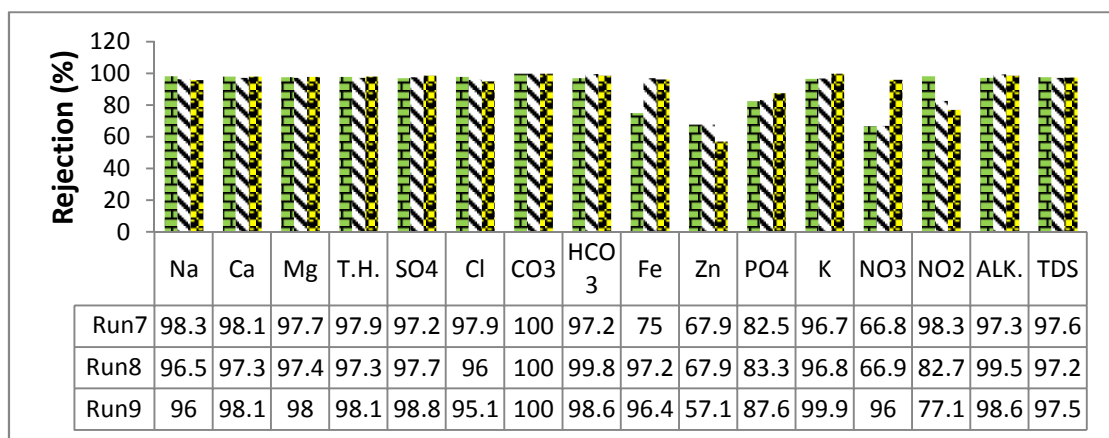 Rejection (%)
120
100
80
60
40
20
0
Na Ca Mg T.H. SO4 Cl CO3 HCO
3 Fe Zn PO4 K NO3 NO2 ALK. TDS
Run7 98.3 98.1 97.7 97.9 97.2 97.9 100 97.2 75 67.9 82.5 96.7 66.8 98.3 97.3 97.6
Run8 96.5 97.3 97.4 97.3 97.7 96 100 99.8 97.2 67.9 83.3 96.8 66.9 82.7 99.5 97.2
Run9 96 98.1 98 98.1 98.8 95.1 100 98.6 96.4 57.1 87.6 99.9 96 77.1 98.6 97.5